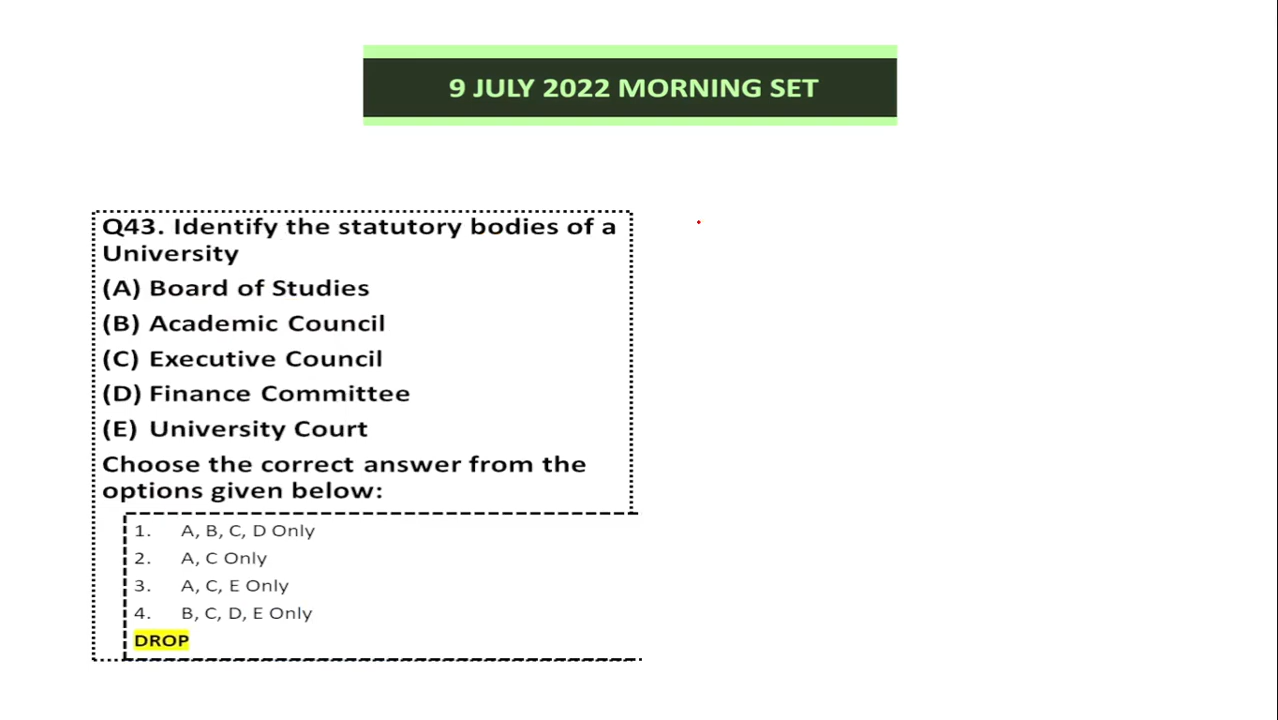 9 JULY 2022 MORNING SET
Q43. Identify the statutory bodies of a
University
(A) Board of Studies
(B) Academic Council
(C) Executive Council
(D) Finance Committee
(E) University Court
Choose the correct answer from the
options given below:
1. A, B, C, D Only
2. A, C Only
3. A, C, E Only
4. B, C, D, E Only
DROP